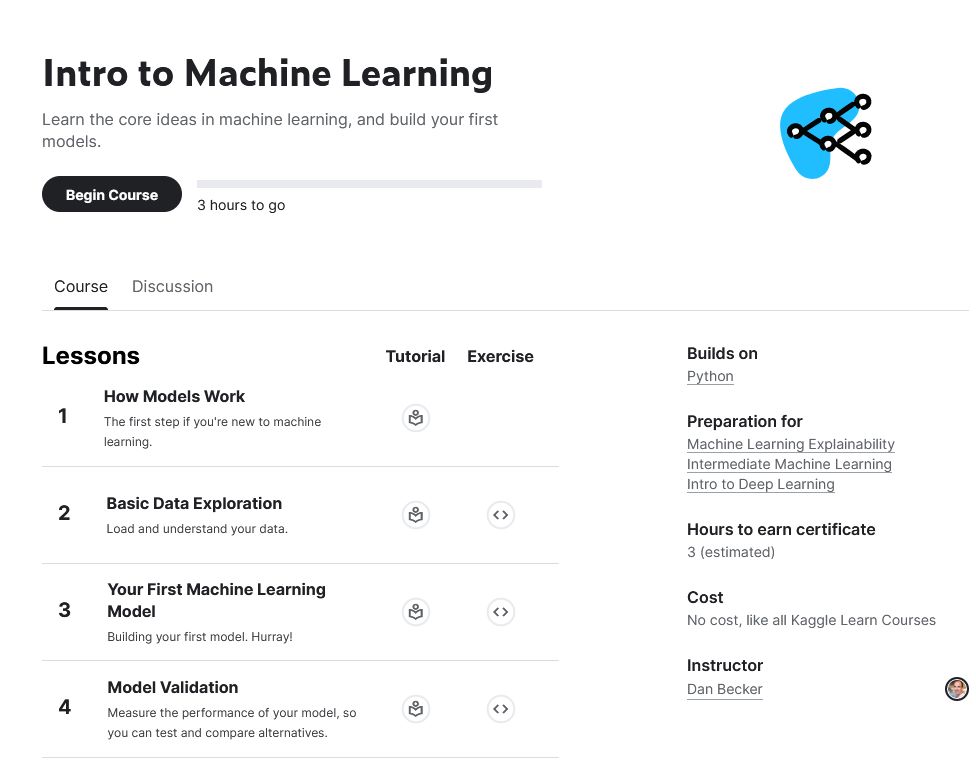 Intro to Machine Learning
Learn the core ideas in machine learning, and build your first
models.
Begin Course
3 hours to go
Course
Discussion
Lessons
Tutorial
Exercise
1
How Models Work
The first step if you're new to machine
learning.
2
Basic Data Exploration
Load and understand your data.
3
Your First Machine Learning
Model
Building your first model. Hurray!
4
Model Validation
Measure the performance of your model, so
you can test and compare alternatives.
Builds on
Python
Preparation for
Machine Learning Explainability
Intermediate Machine Learning
Intro to Deep Learning
Hours to earn certificate
3 (estimated)
Cost
No cost, like all Kaggle Learn Courses
Instructor
Dan Becker